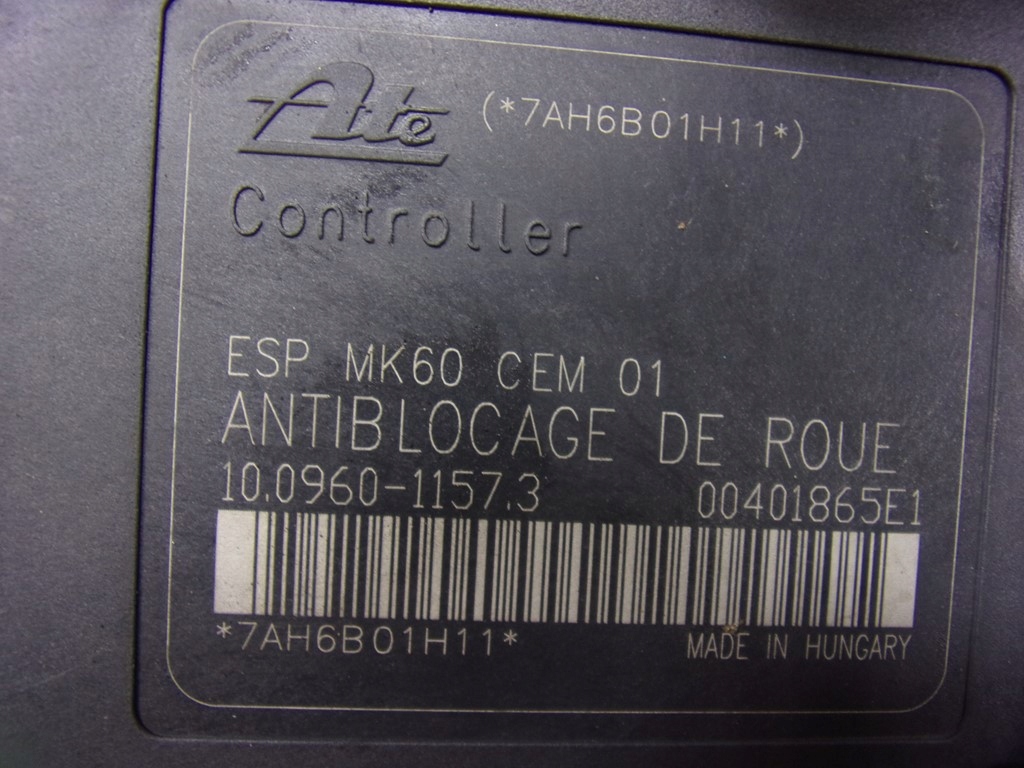 Ate (*7AH6B01H11*)
Controller
ESP MK60 CEM 01
ANTIBLOCAGE DE ROUE
10.0960-1157.3 00401865E1
*7AH6B01H11* MADE IN HUNGARY